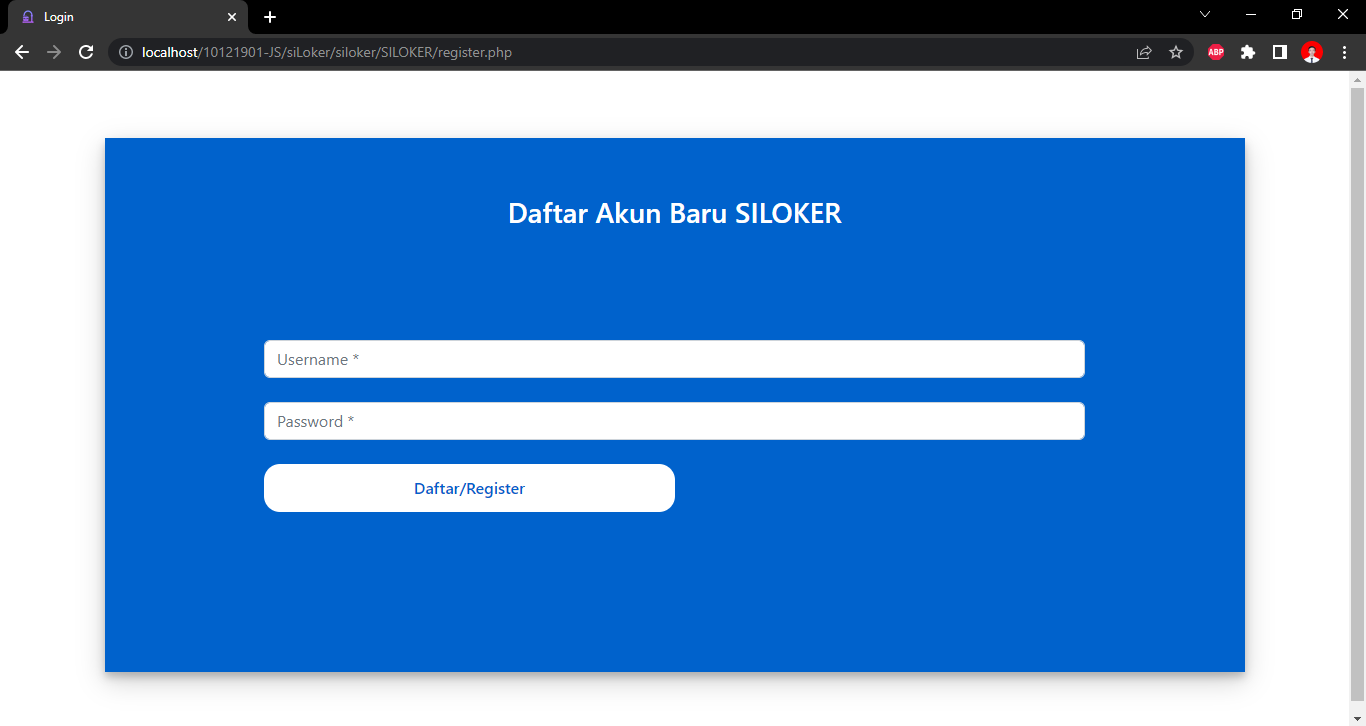 Login
localhost/10121901-JS/siLoker/siloker/SILOKER/register.php
ABP
Daftar Akun Baru SILOKER
Username *
Password *
Daftar/Register